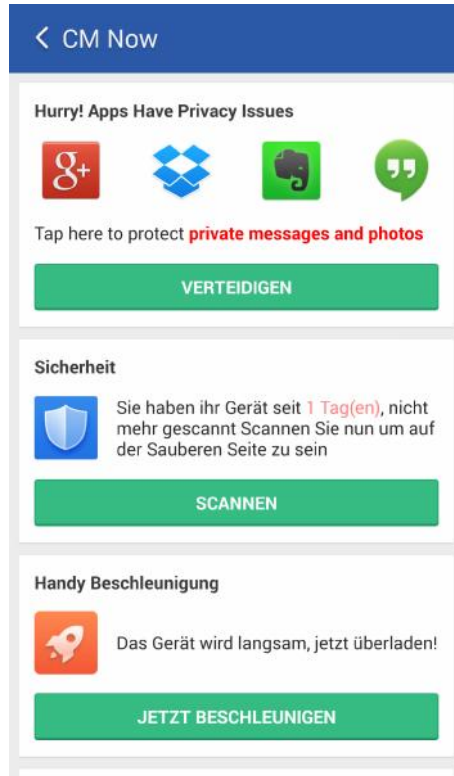 CM Now
Hurry! Apps Have Privacy Issues
g+
Tap here to protect private messages and photos
VERTEIDIGEN
Sicherheit
Sie haben ihr Gerät seit 1 Tag(en), nicht
mehr gescannt Scannen Sie nun um auf
der Sauberen Seite zu sein
SCANNEN
Handy Beschleunigung
Das Gerät wird langsam, jetzt überladen!
JETZT BESCHLEUNIGEN